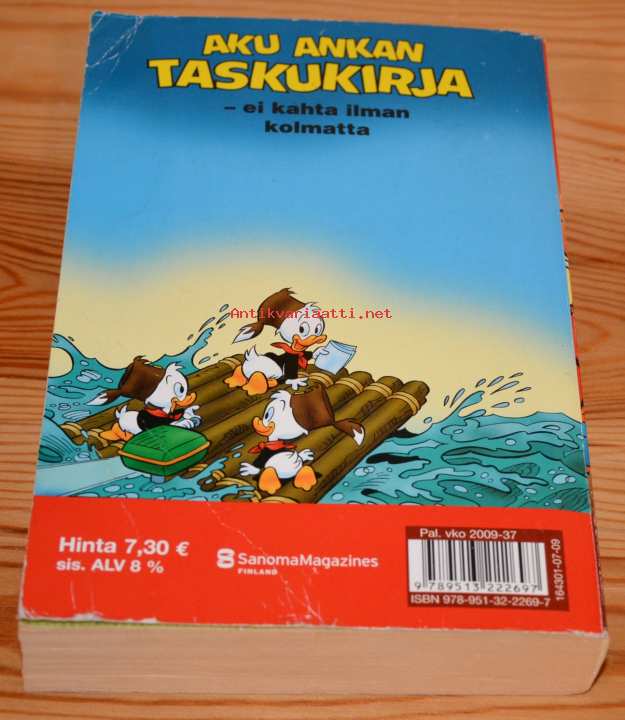 AKU ANKAN
TASKUKIRJA
– ei kahta ilman
kolmatta
Antikvariaatti.net
Hinta 7,30 €
sis. ALV 8 %
SanomaMagazines
FINLAND
Pal. vko 2009-37
9 789513 222697
ISBN 978-951-32-2269-7
164301-07-09